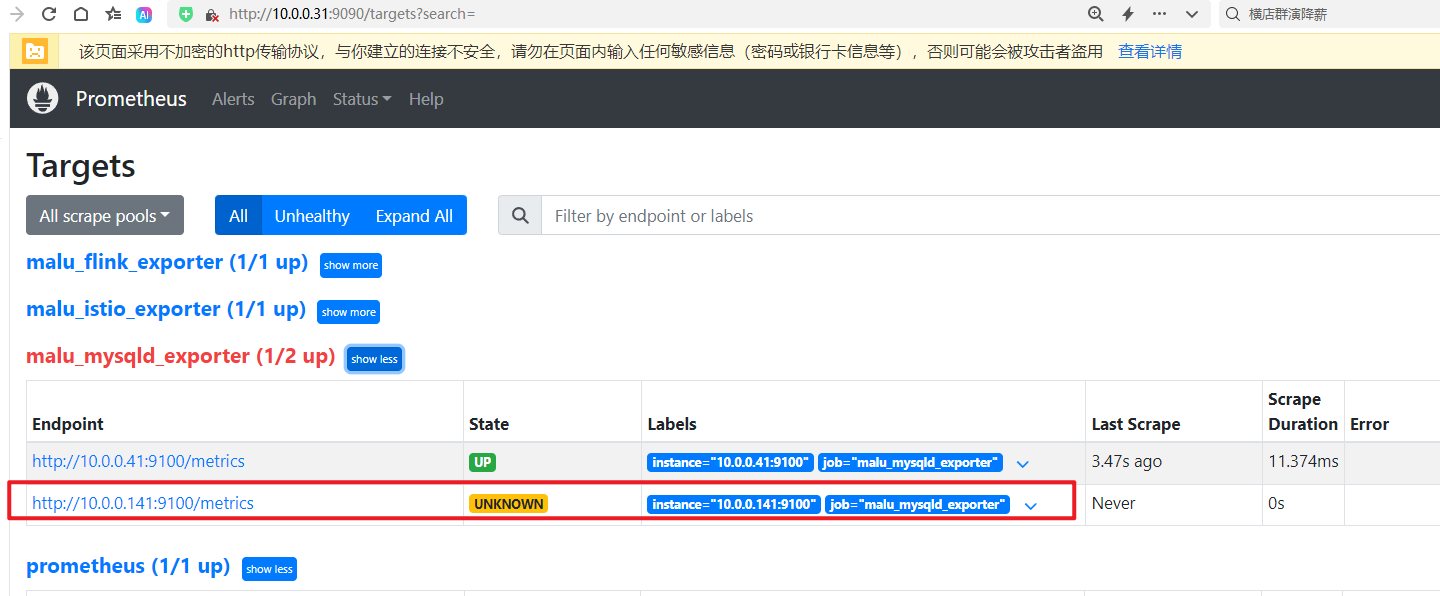 AI http://10.0.0.31:9090/targets?search= 横店群演降薪
该页面采用不加密的http传输协议，与你建立的连接不安全，请勿在页面内输入任何敏感信息（密码或银行卡信息等），否则可能会被攻击者盗用 查看详情
Prometheus Alerts Graph Status Help
Targets
All scrape pools All Unhealthy Expand All Filter by endpoint or labels
malu_flink_exporter (1/1 up) show more
malu_istio_exporter (1/1 up) show more
malu_mysqld_exporter (1/2 up) show less
Endpoint State Labels Last Scrape Scrape Duration Error
http://10.0.0.41:9100/metrics UP instance="10.0.0.41:9100" job="malu_mysqld_exporter" 3.47s ago 11.374ms
http://10.0.0.141:9100/metrics UNKNOWN instance="10.0.0.141:9100" job="malu_mysqld_exporter" Never 0s
prometheus (1/1 up) show less